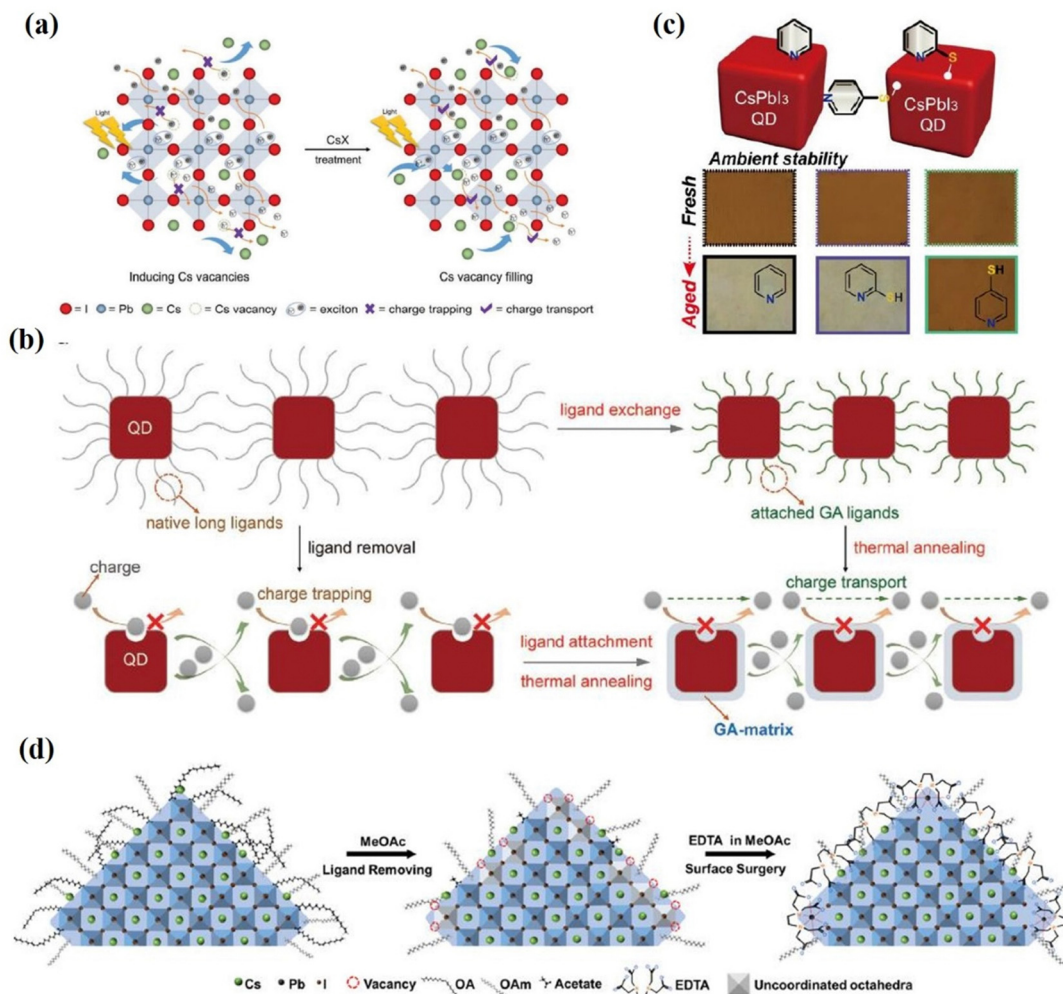 (a)
Light
CsX
treatment
Light
Inducing Cs vacancies
Cs vacancy filling
= I = Pb = Cs = Cs vacancy = exciton = charge trapping = charge transport
(c)
N
N
S
N
S
CsPbI₃
QD
CsPbI₃
QD
Ambient stability
Fresh
Aged
N
N
SH
SH
N
(b)
QD
ligand exchange
native long ligands
attached GA ligands
ligand removal
thermal annealing
charge
charge trapping
charge transport
QD
ligand attachment
thermal annealing
GA-matrix
(d)
MeOAc
Ligand Removing
EDTA in MeOAc
Surface Surgery
Cs Pb I Vacancy OA OAm Acetate EDTA Uncoordinated octahedra